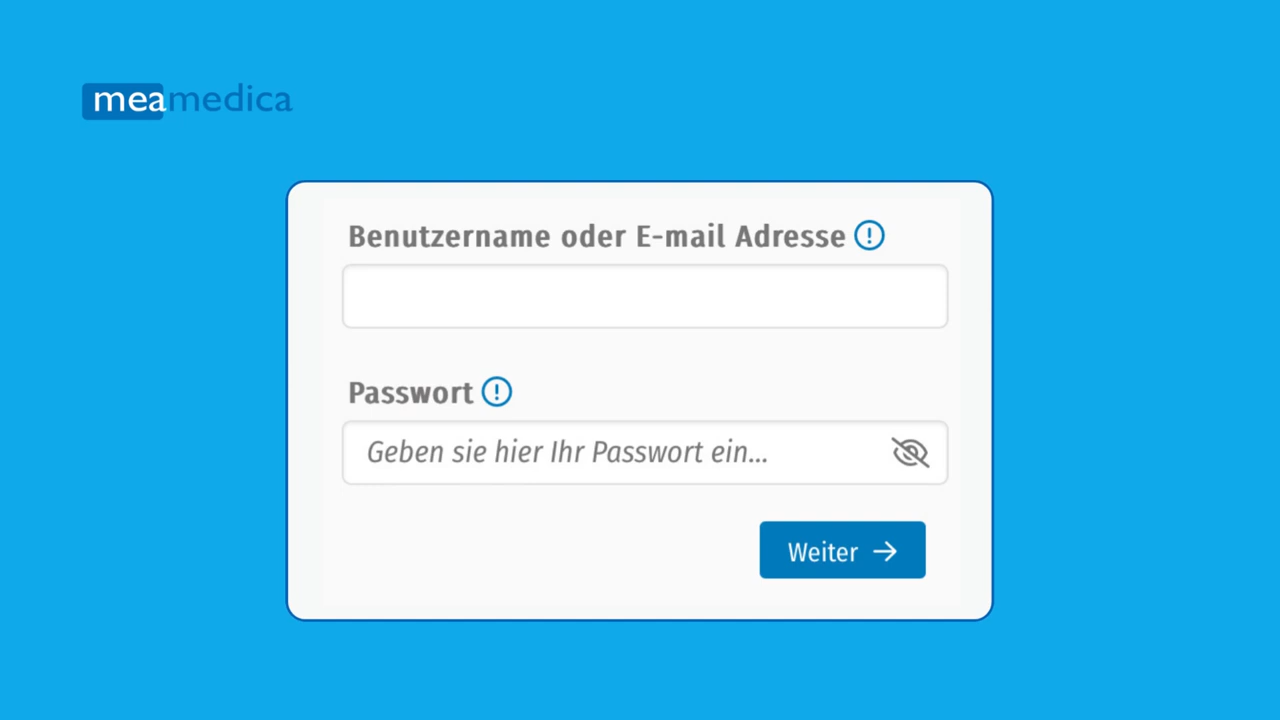 meamedica
Benutzername oder E-mail Adresse
Passwort
Geben sie hier Ihr Passwort ein...
Weiter →